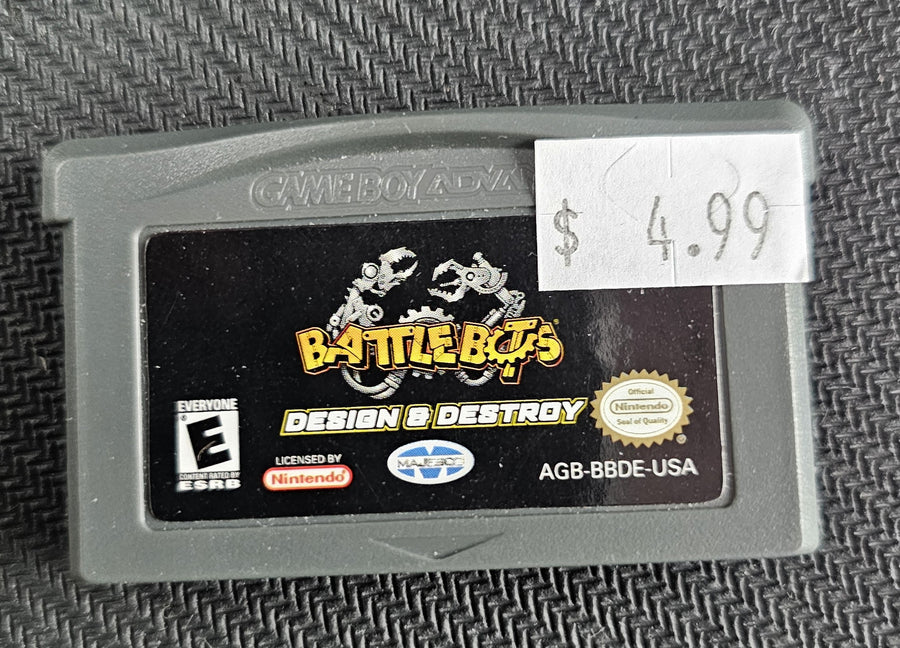 GAME BOY ADVA
$ 4.99
BATTLEBOTS
DESIGN & DESTROY
EVERYONE
E
CONTENT RATED BY
ESRB
LICENSED BY
Nintendo
MAJESCO
Official
Nintendo
Seal of Quality
AGB-BBDE-USA